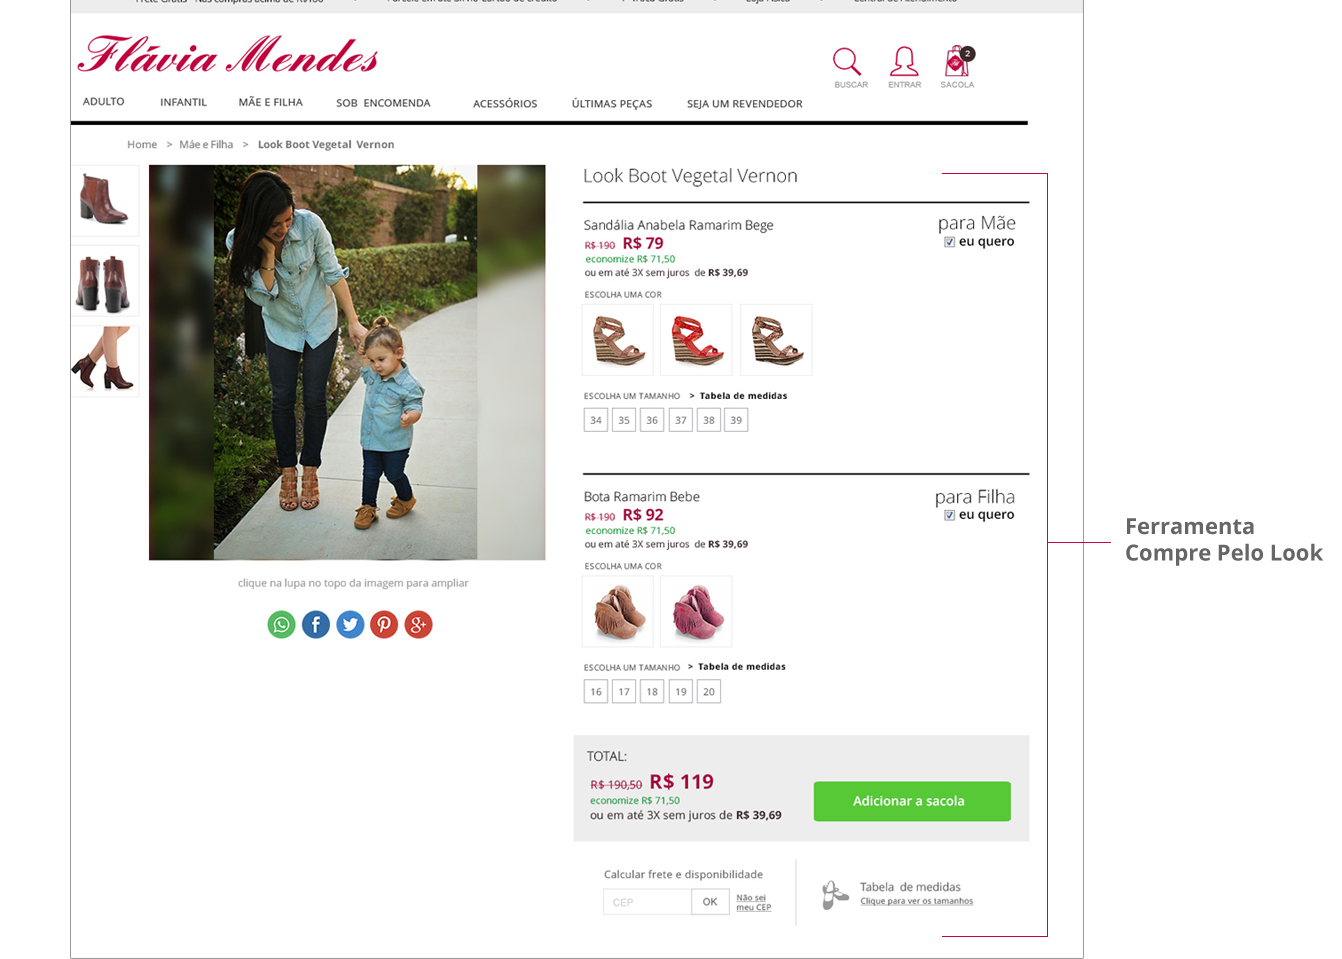 Flávia Mendes
2
BUSCAR
ENTRAR
SACOLA
ADULTO
INFANTIL
MÃE E FILHA
SOB ENCOMENDA
ACESSÓRIOS
ÚLTIMAS PEÇAS
SEJA UM REVENDEDOR
Home > Máe e Filha > Look Boot Vegetal Vernon
Look Boot Vegetal Vernon
Sandália Anabela Ramarim Bege
para Mãe
eu quero
R$ 190 R$ 79
economize R$ 71,50
ou em até 3X sem juros de R$ 39,69
ESCOLHA UMA COR
ESCOLHA UM TAMANHO > Tabela de medidas
34 35 36 37 38 39
Bota Ramarim Bebe
para Filha
eu quero
R$ 190 R$ 92
economize R$ 71,50
ou em até 3X sem juros de R$ 39,69
ESCOLHA UMA COR
ESCOLHA UM TAMANHO > Tabela de medidas
16 17 18 19 20
clique na lupa no topo da imagem para ampliar
TOTAL:
R$ 190,50 R$ 119
economize R$ 71,50
ou em até 3X sem juros de R$ 39,69
Adicionar a sacola
Calcular frete e disponibilidade
CEP
OK
Não sei
meu CEP
Tabela de medidas
Clique para ver os tamanhos
Ferramenta
Compre Pelo Look